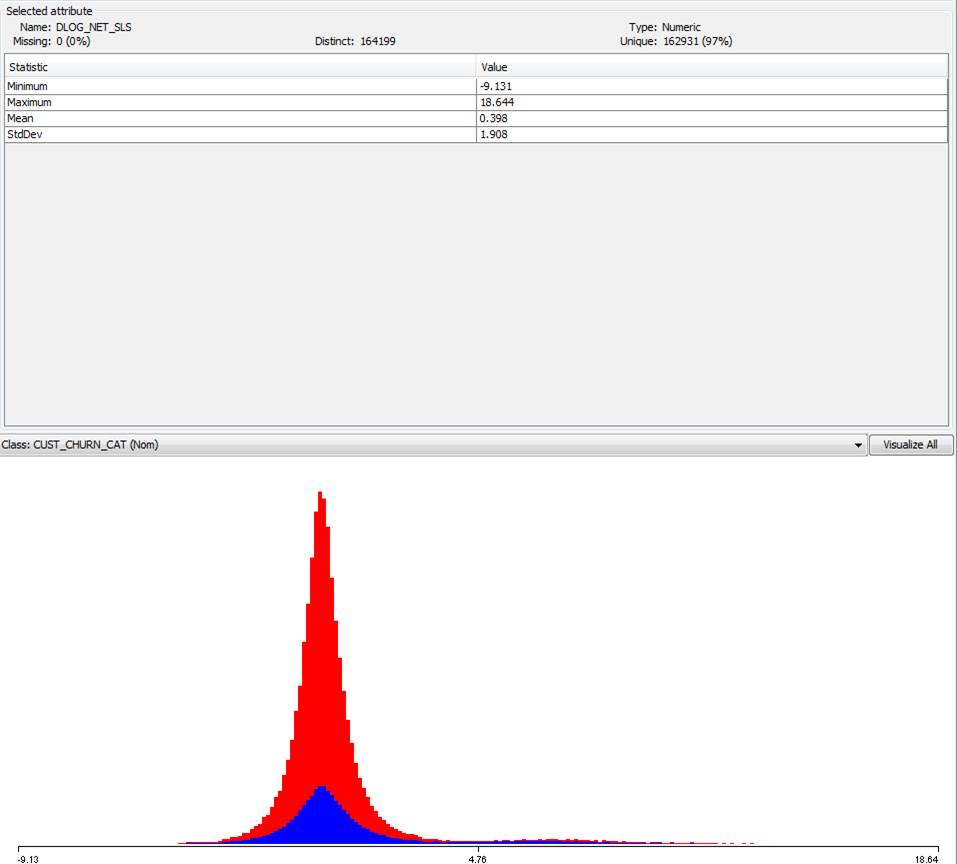 Selected attribute
Name: DLOG_NET_SLS Type: Numeric
Missing: 0 (0%) Distinct: 164199 Unique: 162931 (97%)
Statistic Value
Minimum -9.131
Maximum 18.644
Mean 0.398
StdDev 1.908
Class: CUST_CHURN_CAT (Nom) Visualize All
-9.13 4.76 18.64